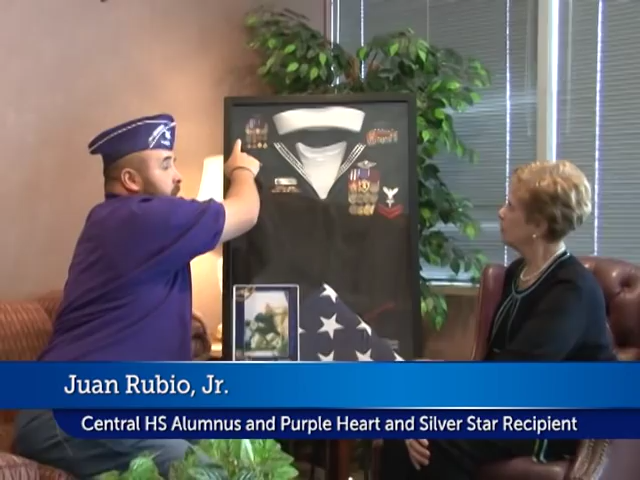 Juan Rubio, Jr.
Central HS Alumnus and Purple Heart and Silver Star Recipient